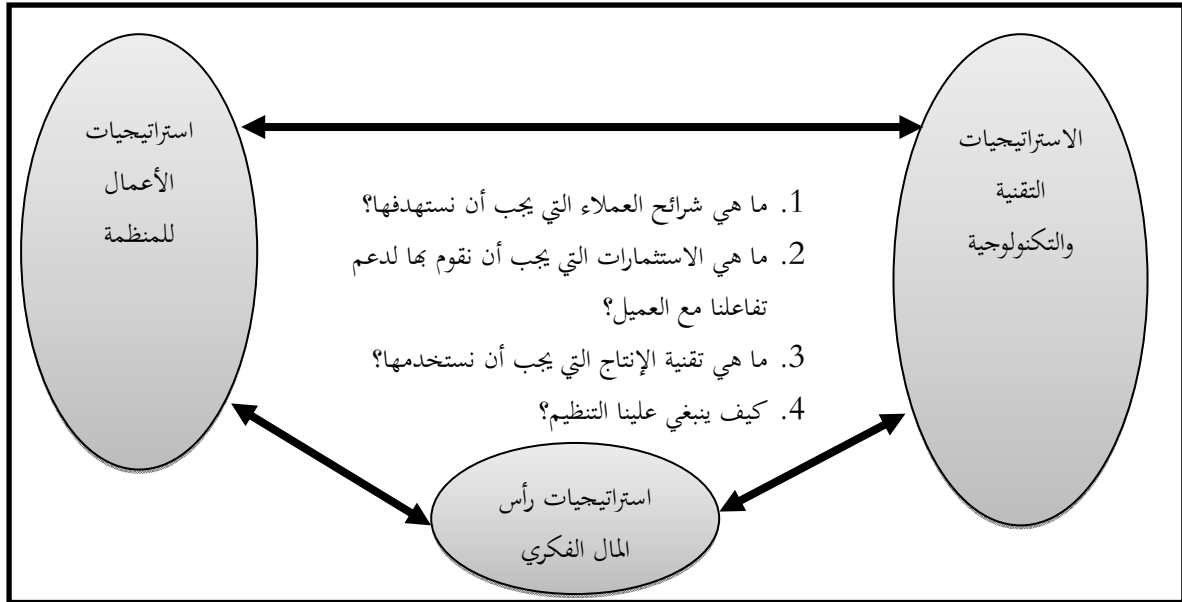 الاستراتيجيات
التقنية
والتكنولوجية
استراتيجيات
الأعمال
للمنظمة
1. ما هي شرائح العملاء التي يجب أن نستهدفها؟
2. ما هي الاستثمارات التي يجب أن نقوم بها لدعم
تفاعلنا مع العميل؟
3. ما هي تقنية الإنتاج التي يجب أن نستخدمها؟
4. كيف ينبغي علينا التنظيم؟
استراتيجيات رأس
المال الفكري